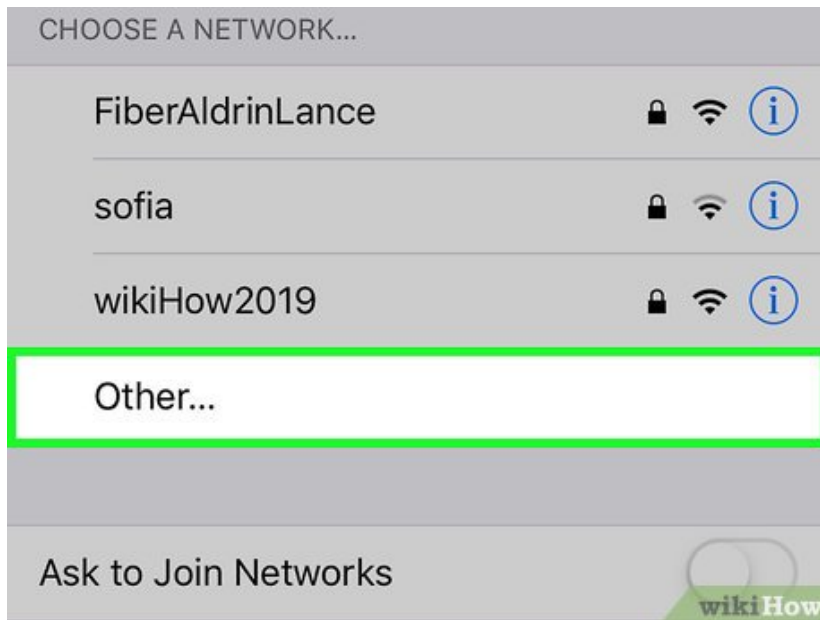 CHOOSE A NETWORK...
FiberAldrinLance
sofia
wikiHow2019
Other...
Ask to Join Networks
wikiHow